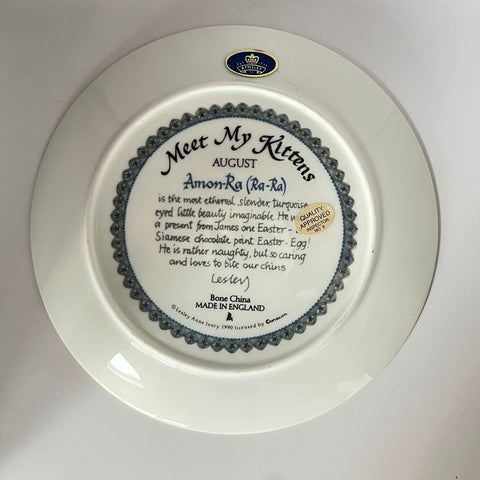 Meet My Kittens
AUGUST
Amon-Ra (Ra-Ra)
is the most ethereal, slender, turquoise
eyed little beauty imaginable. He
a present from James one Easter -
Siamese chocolate point Easter-Egg!
He is rather naughty, but so caring
and loves to bite our chins
Lesley
Bone China
MADE IN ENGLAND
© Lesley Anne Ivory 1990 licensed by ©
QUALITY
APPROVED
INSPECTOR